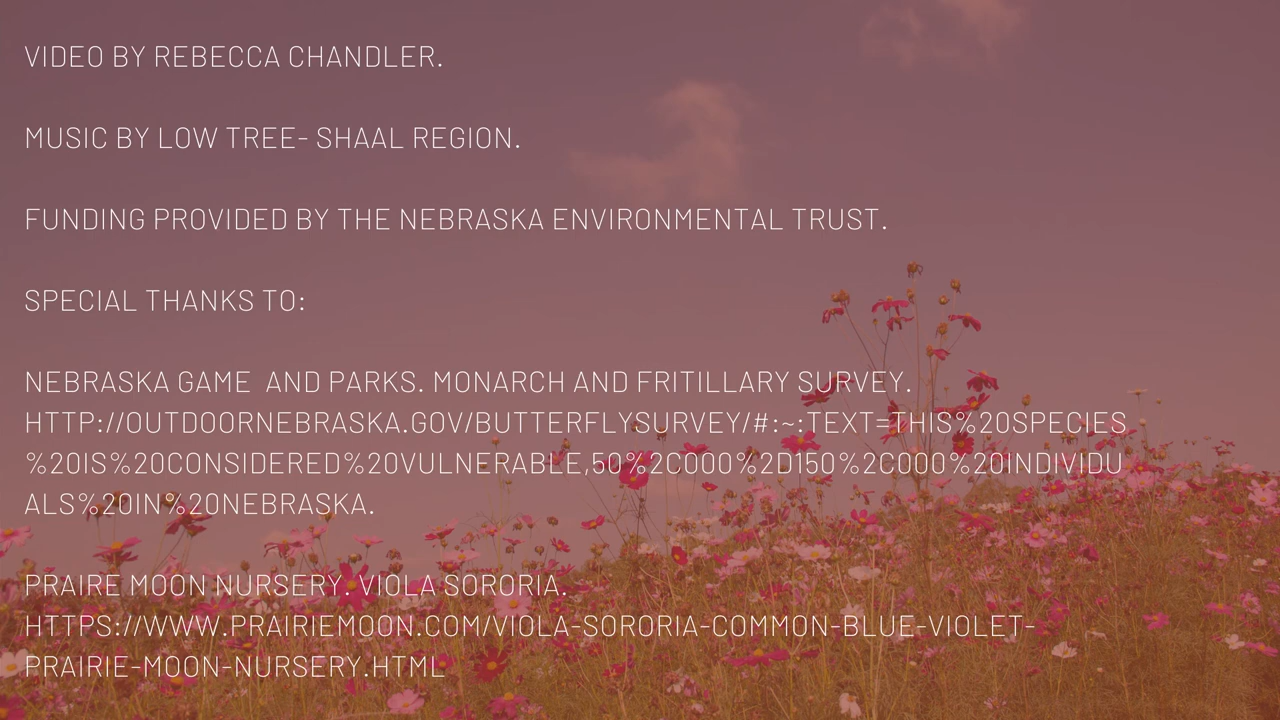 VIDEO BY REBECCA CHANDLER.
MUSIC BY LOW TREE- SHAAL REGION.
FUNDING PROVIDED BY THE NEBRASKA ENVIRONMENTAL TRUST.
SPECIAL THANKS TO:
NEBRASKA GAME  AND PARKS. MONARCH AND FRITILLARY SURVEY.
HTTP://OUTDOORNEBRASKA.GOV/BUTTERFLYSURVEY/#:~:TEXT=THIS%20SPECIES
%20IS%20CONSIDERED%20VULNERABLE,50%2C000%2D150%2C000%20INDIVIDU
ALS%20IN%20NEBRASKA.
PRAIRE MOON NURSERY. VIOLA SORORIA.
HTTPS://WWW.PRAIRIEMOON.COM/VIOLA-SORORIA-COMMON-BLUE-VIOLET-
PRAIRIE-MOON-NURSERY.HTML